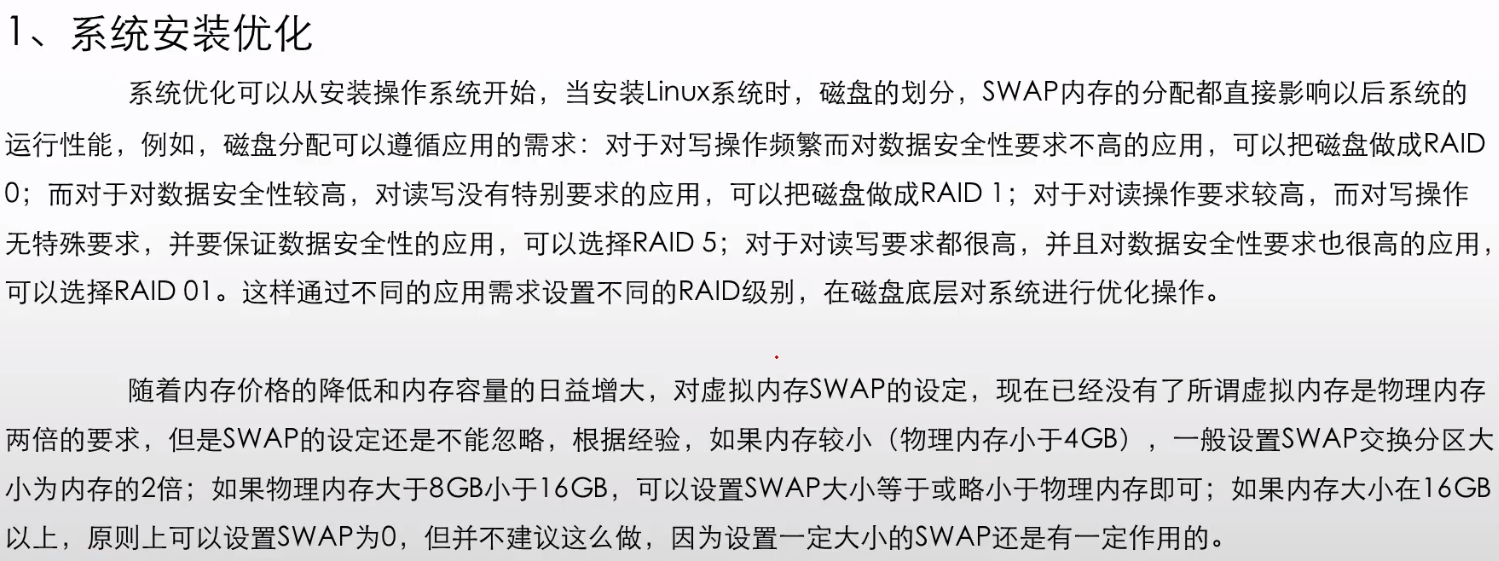 1、系统安装优化
系统优化可以从安装操作系统开始，当安装Linux系统时，磁盘的划分，SWAP内存的分配都直接影响以后系统的
运行性能，例如，磁盘分配可以遵循应用的需求：对于对写操作频繁而对数据安全性要求不高的应用，可以把磁盘做成RAID
0；而对于对数据安全性较高，对读写没有特别要求的应用，可以把磁盘做成RAID 1；对于对读操作要求较高，而对写操作
无特殊要求，并要保证数据安全性的应用，可以选择RAID 5；对于对读写要求都很高，并且对数据安全性要求也很高的应用，
可以选择RAID 01。这样通过不同的应用需求设置不同的RAID级别，在磁盘底层对系统进行优化操作。
随着内存价格的降低和内存容量的日益增大，对虚拟内存SWAP的设定，现在已经没有了所谓虚拟内存是物理内存
两倍的要求，但是SWAP的设定还是不能忽略，根据经验，如果内存较小（物理内存小于4GB），一般设置SWAP交换分区大
小为内存的2倍；如果物理内存大于8GB小于16GB，可以设置SWAP大小等于或略小于物理内存即可；如果内存大小在16GB
以上，原则上可以设置SWAP为0，但并不建议这么做，因为设置一定大小的SWAP还是有一定作用的。